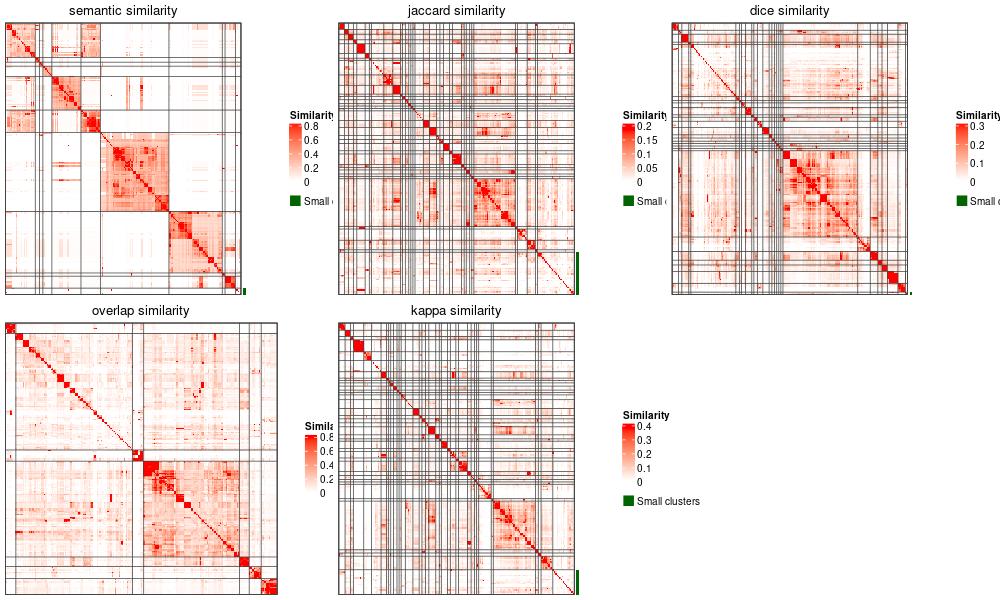 semantic similarity
jaccard similarity
dice similarity
Similarity
0.8
0.6
0.4
0.2
0
Small
Similarity
0.2
0.15
0.1
0.05
0
Small
Similarity
0.3
0.2
0.1
0
Small
overlap similarity
kappa similarity
0.8
0.6
0.4
0.2
0
Similarity
0.4
0.3
0.2
0.1
0
Small clusters